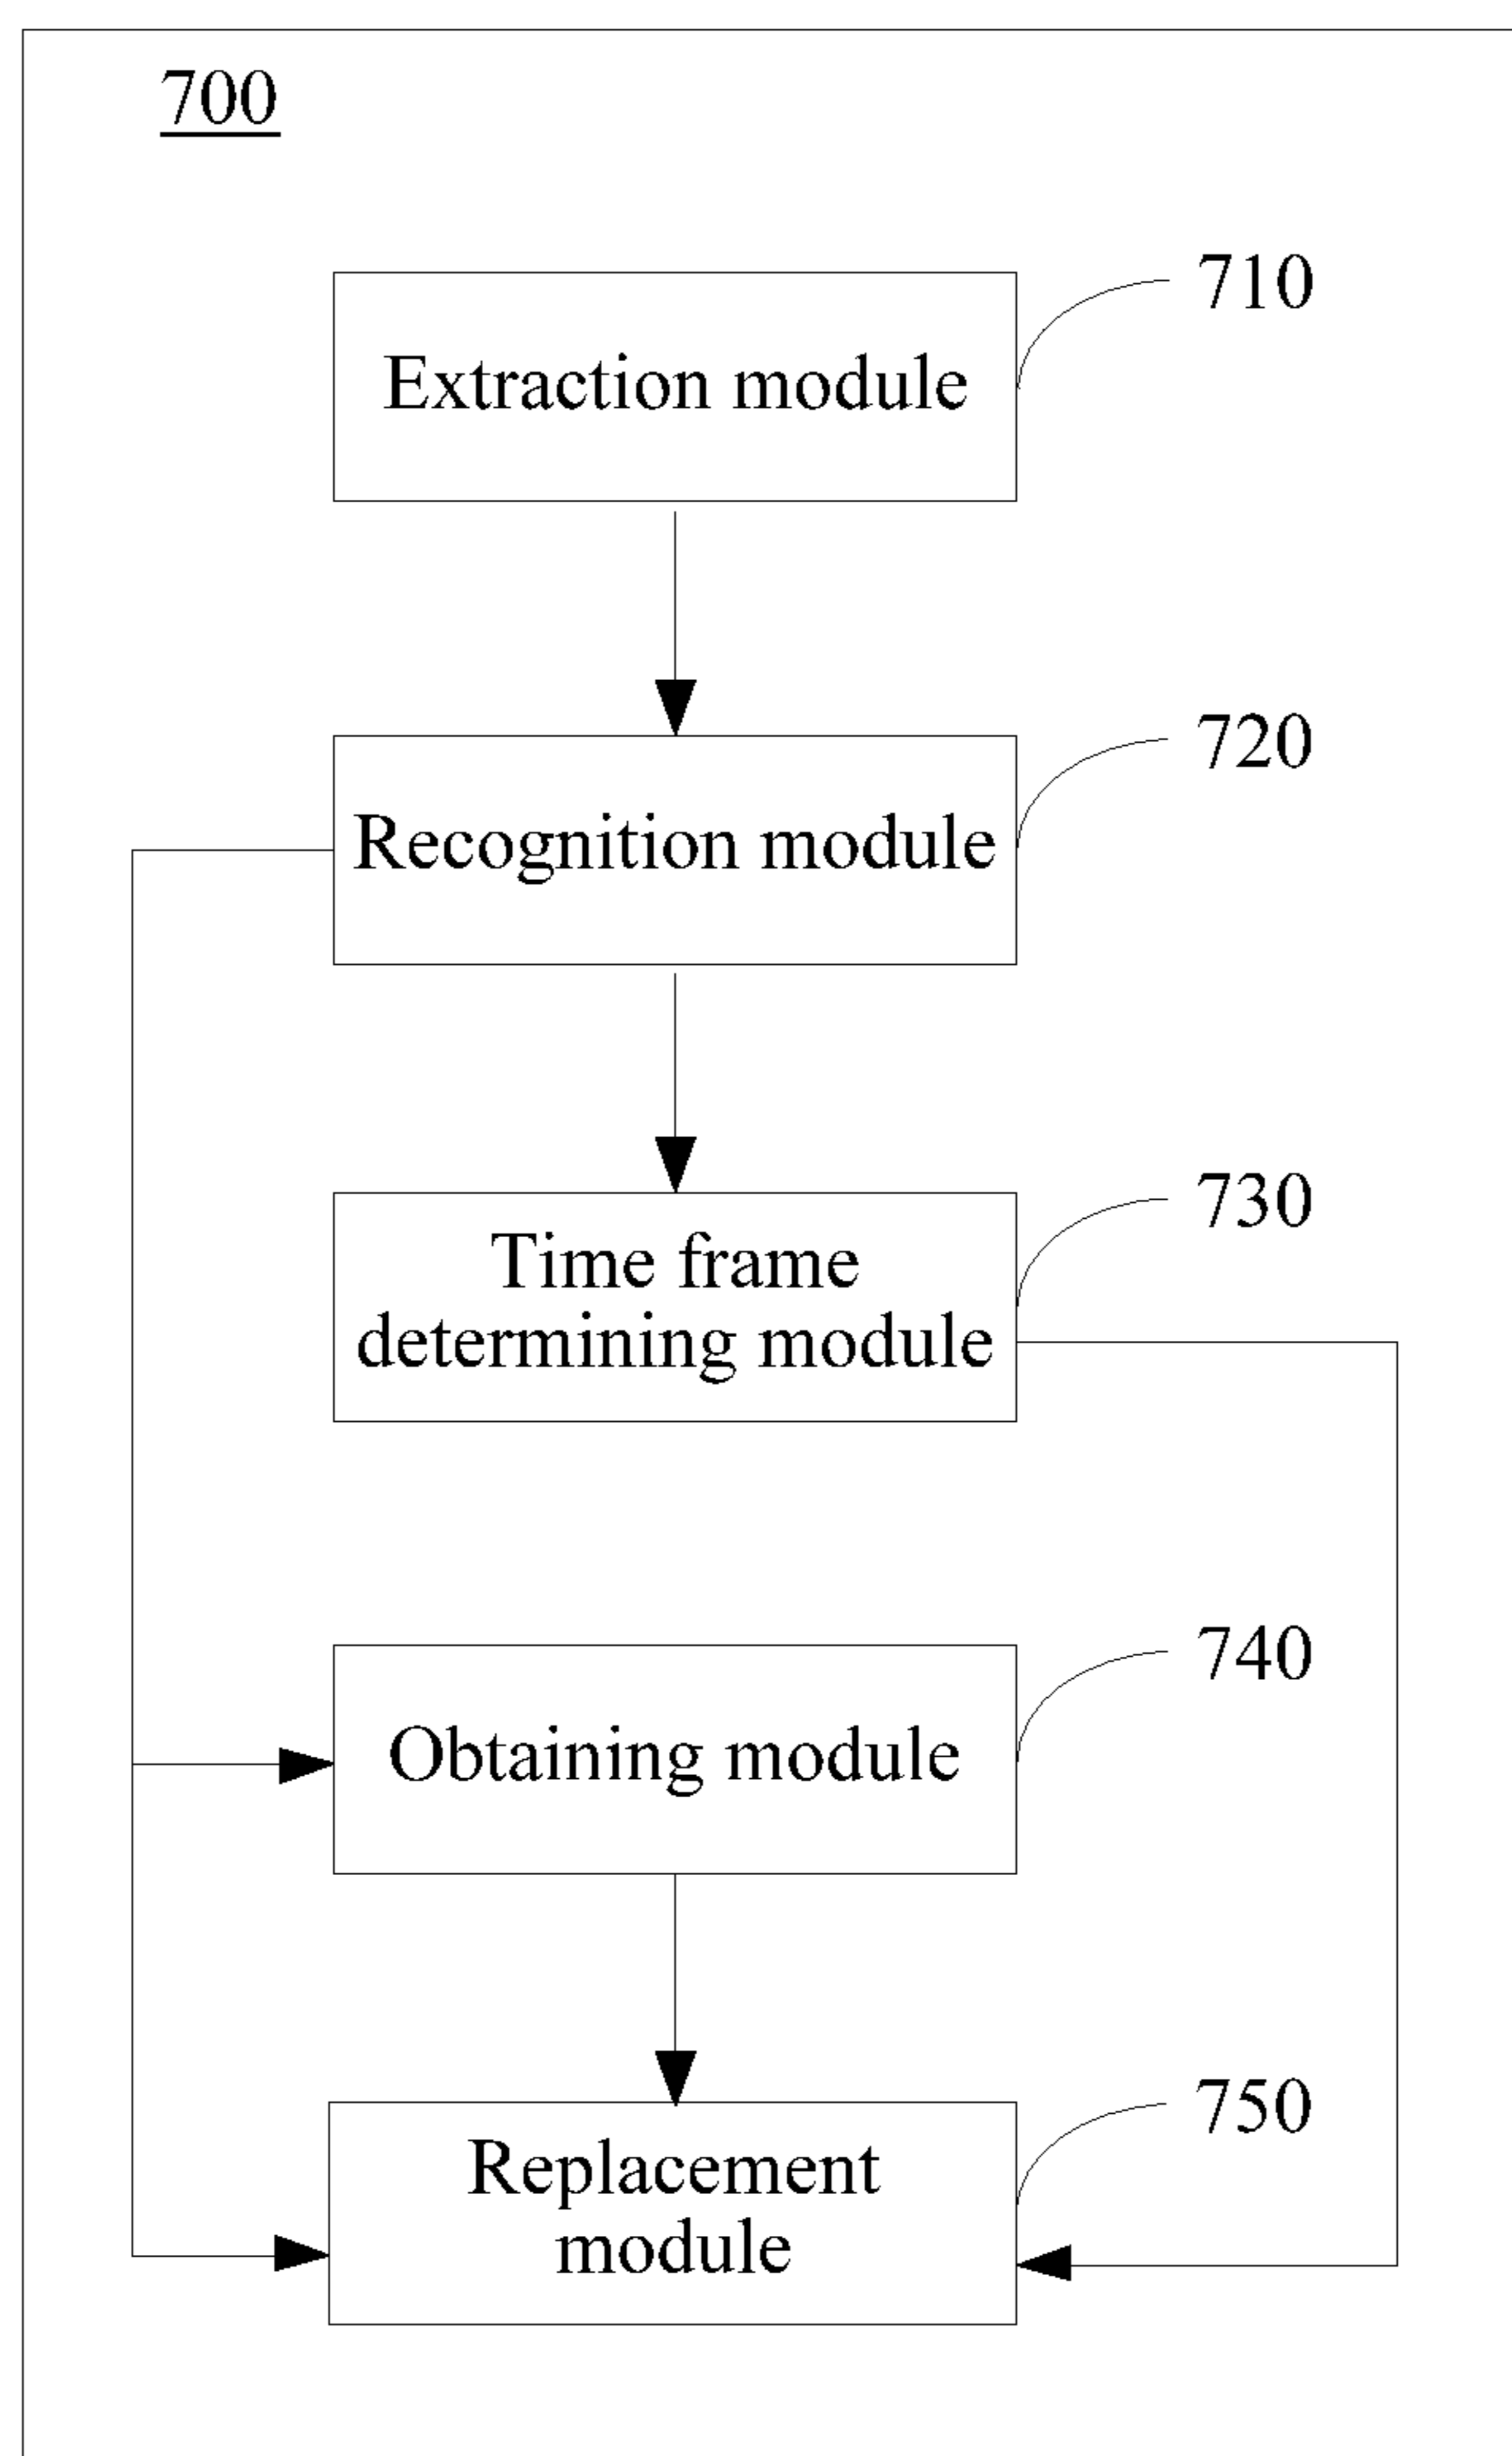 700
710
Extraction module
720
Recognition module
730
Time frame
determining module
740
Obtaining module
750
Replacement
module